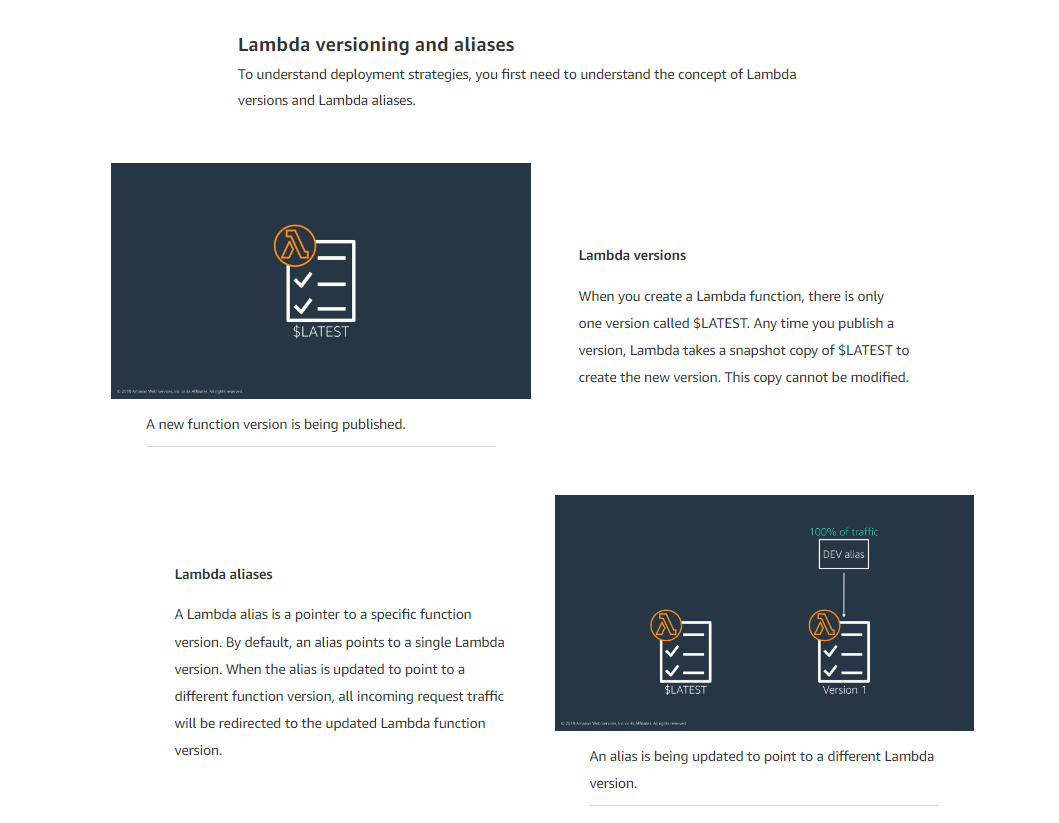 Lambda versioning and aliases
To understand deployment strategies, you first need to understand the concept of Lambda
versions and Lambda aliases.
$LATEST
© 2019 Amazon Web Services, Inc. or its Affiliates. All rights reserved.
A new function version is being published.
Lambda versions
When you create a Lambda function, there is only
one version called $LATEST. Any time you publish a
version, Lambda takes a snapshot copy of $LATEST to
create the new version. This copy cannot be modified.
Lambda aliases
A Lambda alias is a pointer to a specific function
version. By default, an alias points to a single Lambda
version. When the alias is updated to point to a
different function version, all incoming request traffic
will be redirected to the updated Lambda function
version.
100% of traffic
DEV alias
$LATEST
Version 1
© 2019 Amazon Web Services, Inc. or its Affiliates. All rights reserved.
An alias is being updated to point to a different Lambda
version.